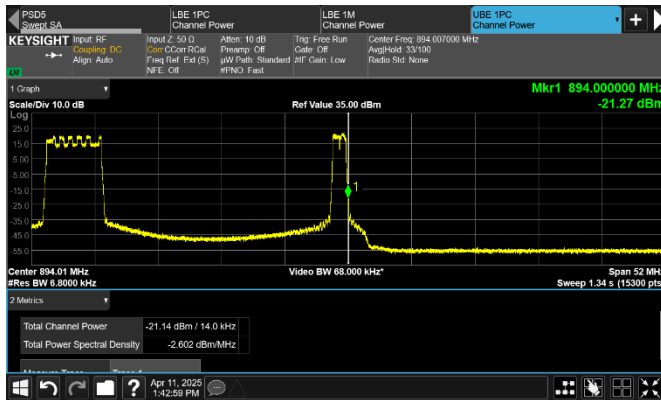 PSD5
Swept SA
LBE 1PC
Channel Power
LBE 1M
Channel Power
UBE 1PC
Channel Power
KEYSIGHT
Input: RF
Coupling: DC
Align: Auto
Input Z: 50 Ω
Corr CCorr RCal
Freq Ref: Ext (S)
NFE: Off
Atten: 10 dB
Preamp: Off
µW Path: Standard
#PNO: Fast
Trig: Free Run
Gate: Off
#IF Gain: Low
Center Freq: 894.007000 MHz
Avg|Hold: 33/100
Radio Std: None
1 Graph
Mkr1 894.000000 MHz
Scale/Div 10.0 dB
Ref Value 35.00 dBm
-21.27 dBm
Log
25.0
15.0
5.00
-5.00
-15.0
-25.0
-35.0
-45.0
-55.0
1
Center 894.01 MHz
Video BW 68.000 kHz*
Span 52 MHz
#Res BW 6.8000 kHz
Sweep 1.34 s (15300 pts)
2 Metrics
Total Channel Power
-21.14 dBm / 14.0 kHz
Total Power Spectral Density
-2.602 dBm/MHz
Apr 11, 2025
1:42:59 PM